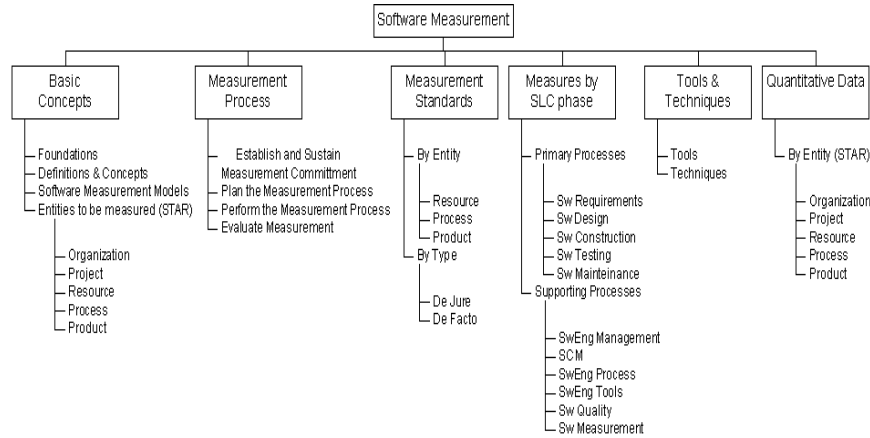 Software Measurement
Basic
Concepts
Foundations
Definitions & Concepts
Software Measurement Models
Entities to be measured (STAR)
Organization
Project
Resource
Process
Product
Measurement
Process
Establish and Sustain
Measurement Committment
Plan the Measurement Process
Perform the Measurement Process
Evaluate Measurement
Measurement
Standards
By Entity
Resource
Process
Product
By Type
De Jure
De Facto
Measures by
SLC phase
Primary Processes
Sw Requirements
Sw Design
Sw Construction
Sw Testing
Sw Mainteinance
Supporting Processes
SwEng Management
SCM
SwEng Process
SwEng Tools
Sw Quality
Sw Measurement
Tools &
Techniques
Tools
Techniques
Quantitative Data
By Entity (STAR)
Organization
Project
Resource
Process
Product